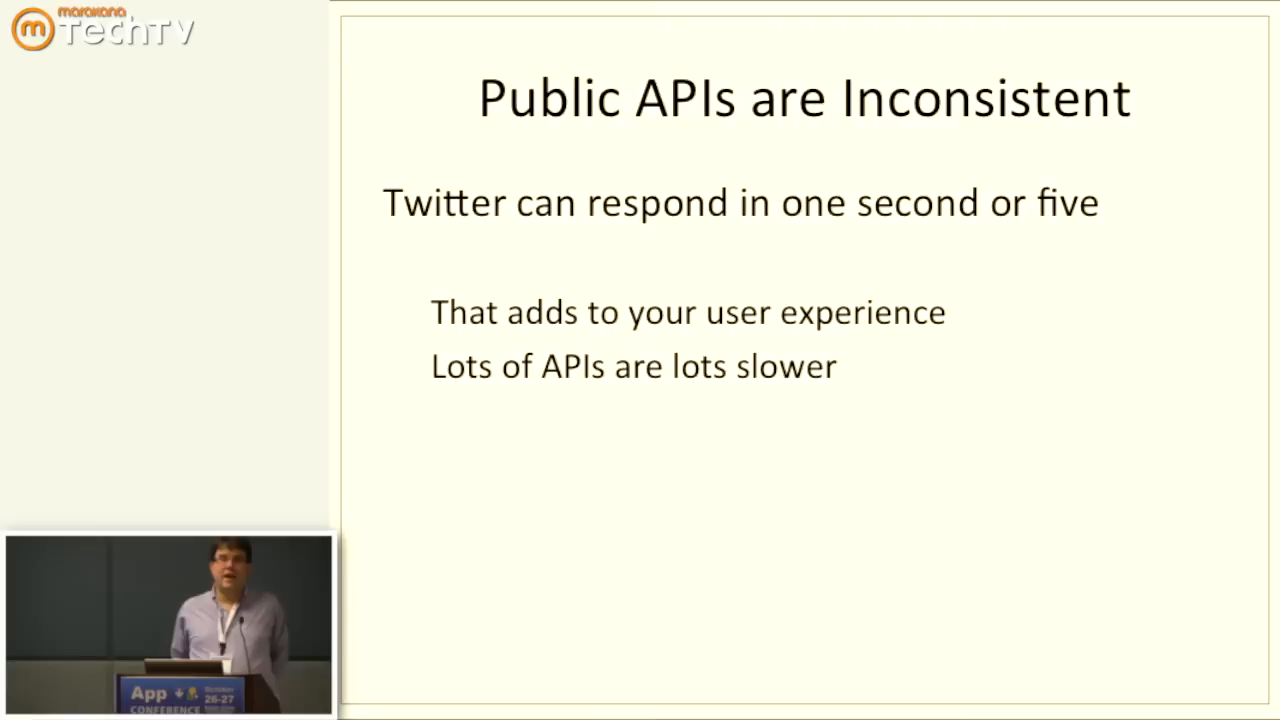 marakana
TechTV
Public APIs are Inconsistent
Twitter can respond in one second or five
That adds to your user experience
Lots of APIs are lots slower
App
26-27
CONFERENCE